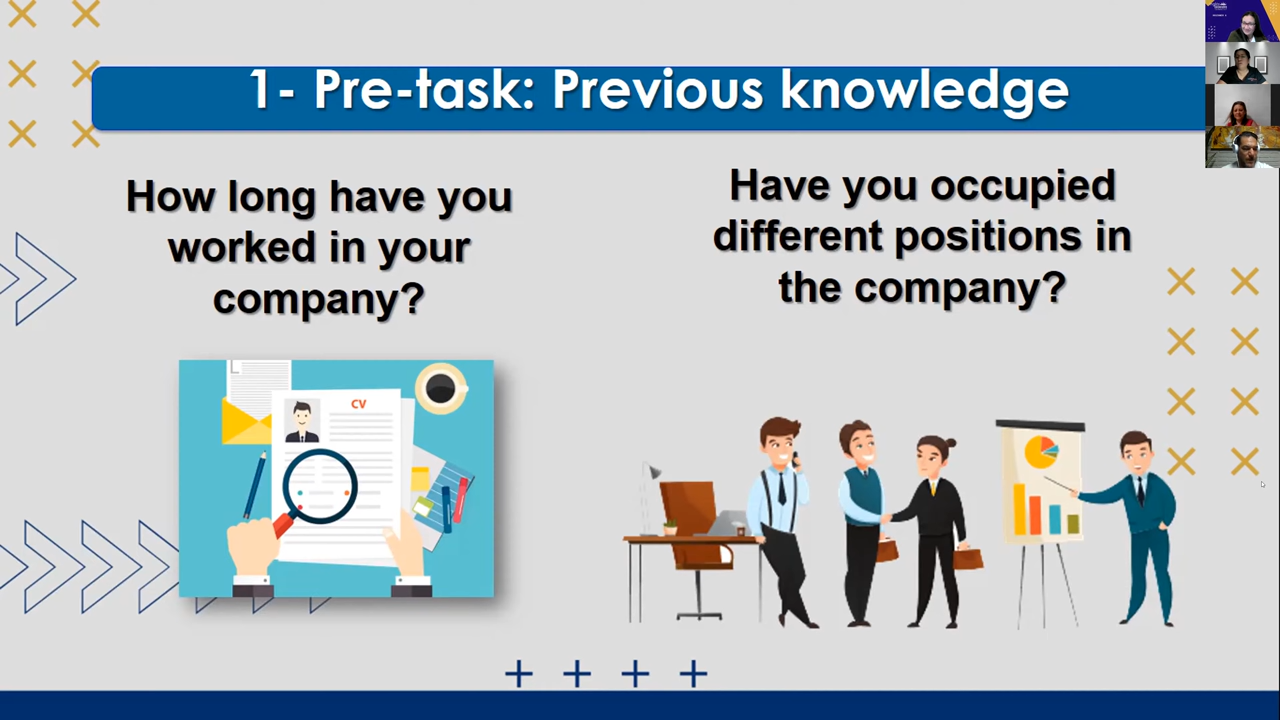 1- Pre-task: Previous knowledge
How long have you
worked in your
company?
Have you occupied
different positions in
the company?
CV